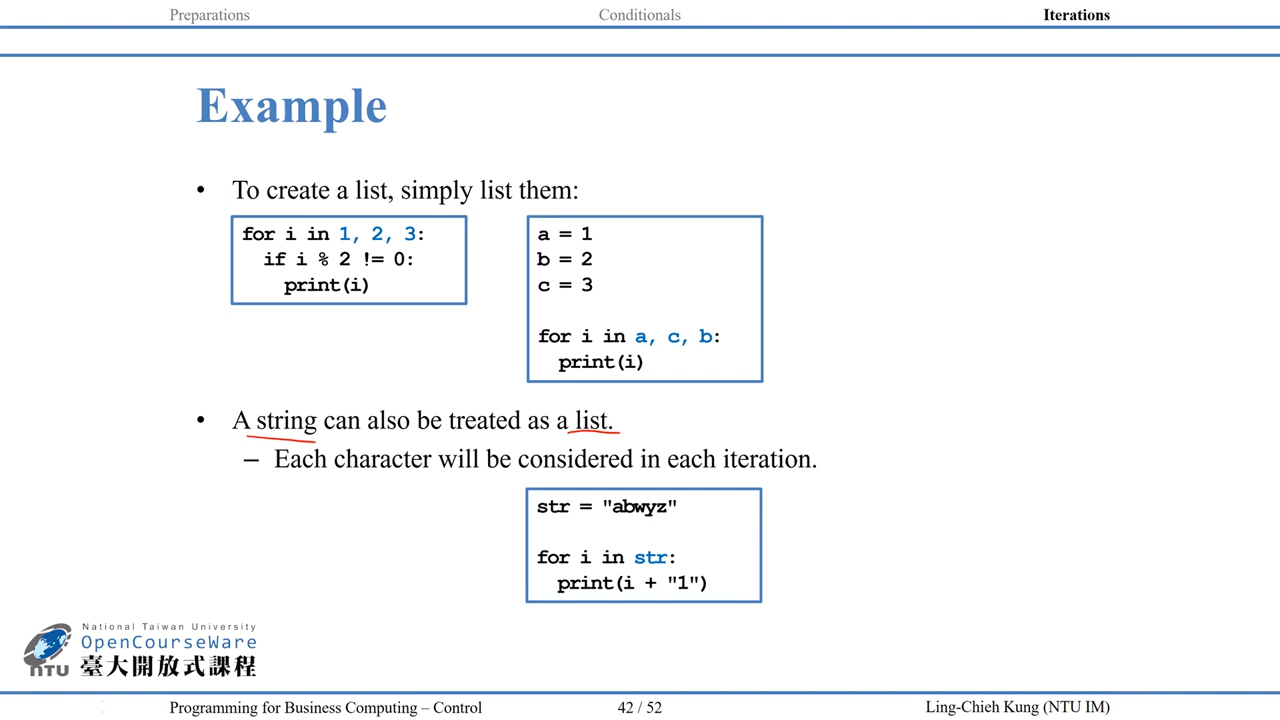 Preparations Conditionals Iterations
Example
• To create a list, simply list them:
for i in 1, 2, 3:
  if i % 2 != 0:
    print(i)
a = 1
b = 2
c = 3
for i in a, c, b:
  print(i)
• A string can also be treated as a list.
– Each character will be considered in each iteration.
str = "abwyz"
for i in str:
  print(i + "1")
National Taiwan University
OpenCourseWare
臺大開放式課程
NTU
Programming for Business Computing – Control 42 / 52 Ling-Chieh Kung (NTU IM)